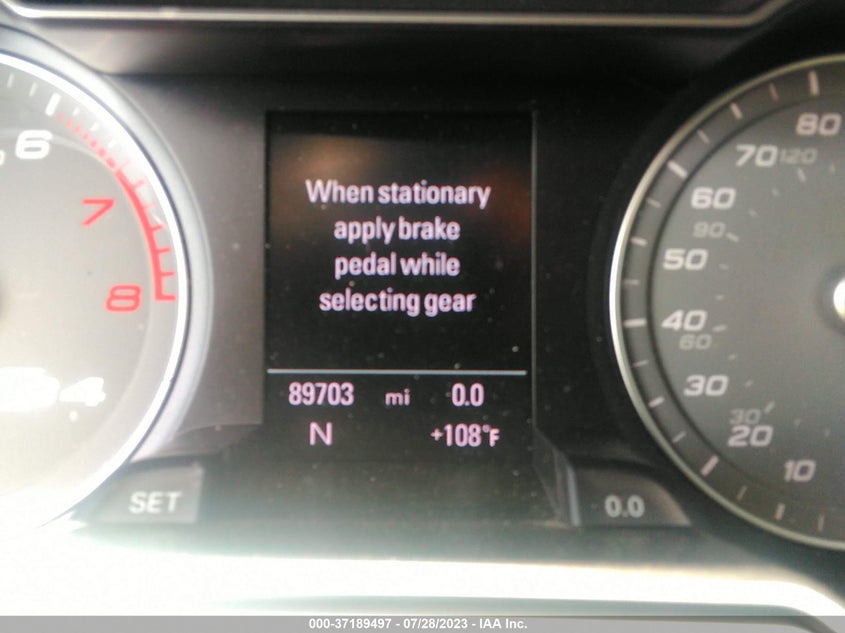 When stationary
apply brake
pedal while
selecting gear
89703 mi 0.0
N +108°F
SET
0.0
6
7
8
80
70 120
60
90
50
40
60
30
30
20
10
000-37189497 - 07/28/2023 - IAA Inc.